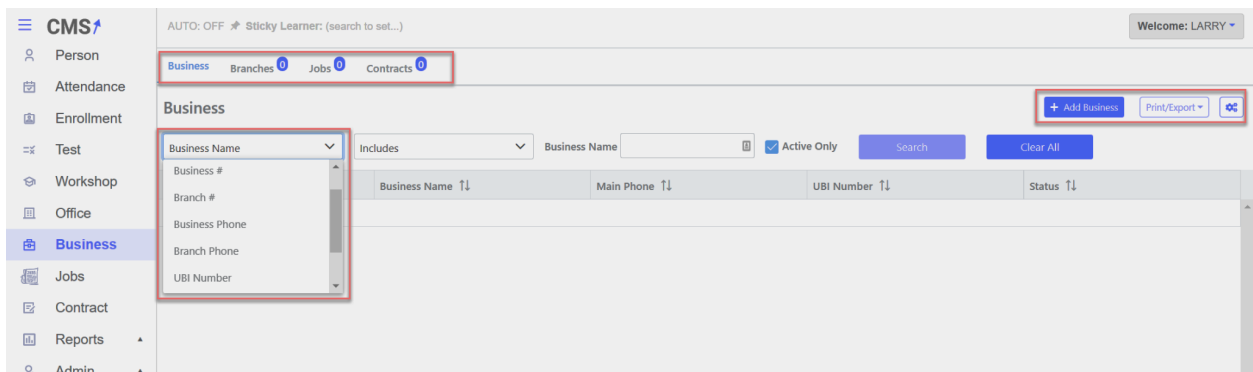 CMS
AUTO: OFF Sticky Learner: (search to set...)
Welcome: LARRY
Person
Attendance
Enrollment
Test
Workshop
Office
Business
Jobs
Contract
Reports
Admin
Business Branches 0 Jobs 0 Contracts 0
Business
+ Add Business Print/Export
Business Name Includes Business Name Active Only Search Clear All
Business #
Branch #
Business Phone
Branch Phone
UBI Number
Business Name Main Phone UBI Number Status